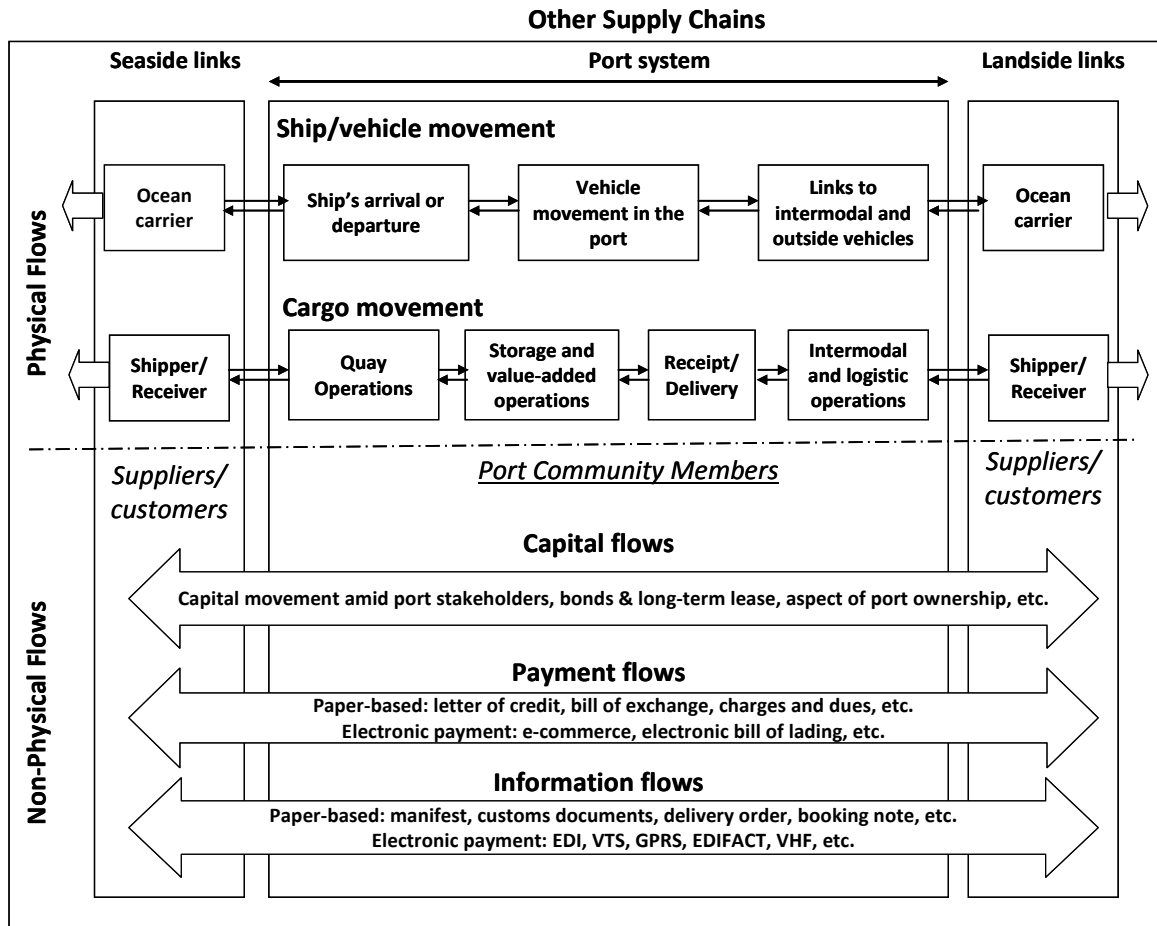 Other Supply Chains
Seaside links
Port system
Landside links
Physical Flows
Ship/vehicle movement
Ocean
carrier
Ship's arrival or
departure
Vehicle
movement in the
port
Links to
intermodal and
outside vehicles
Ocean
carrier
Cargo movement
Shipper/
Receiver
Quay
Operations
Storage and
value-added
operations
Receipt/
Delivery
Intermodal
and logistic
operations
Shipper/
Receiver
Non-Physical Flows
Suppliers/
customers
Port Community Members
Suppliers/
customers
Capital flows
Capital movement amid port stakeholders, bonds & long-term lease, aspect of port ownership, etc.
Payment flows
Paper-based: letter of credit, bill of exchange, charges and dues, etc.
Electronic payment: e-commerce, electronic bill of lading, etc.
Information flows
Paper-based: manifest, customs documents, delivery order, booking note, etc.
Electronic payment: EDI, VTS, GPRS, EDIFACT, VHF, etc.